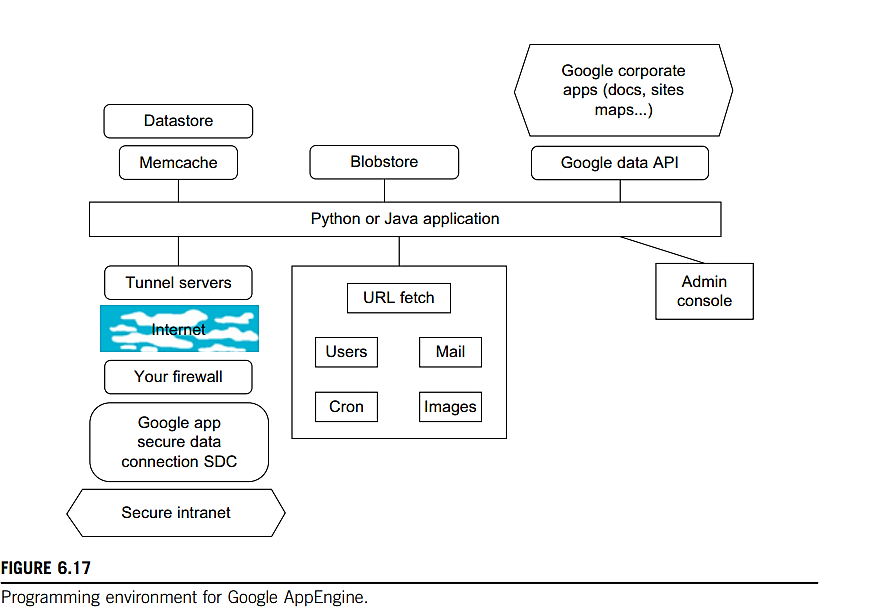 Google corporate
apps (docs, sites
maps...)
Datastore
Memcache
Blobstore
Google data API
Python or Java application
Tunnel servers
Internet
Your firewall
Google app
secure data
connection SDC
Secure intranet
URL fetch
Users
Mail
Cron
Images
Admin
console
FIGURE 6.17
Programming environment for Google AppEngine.